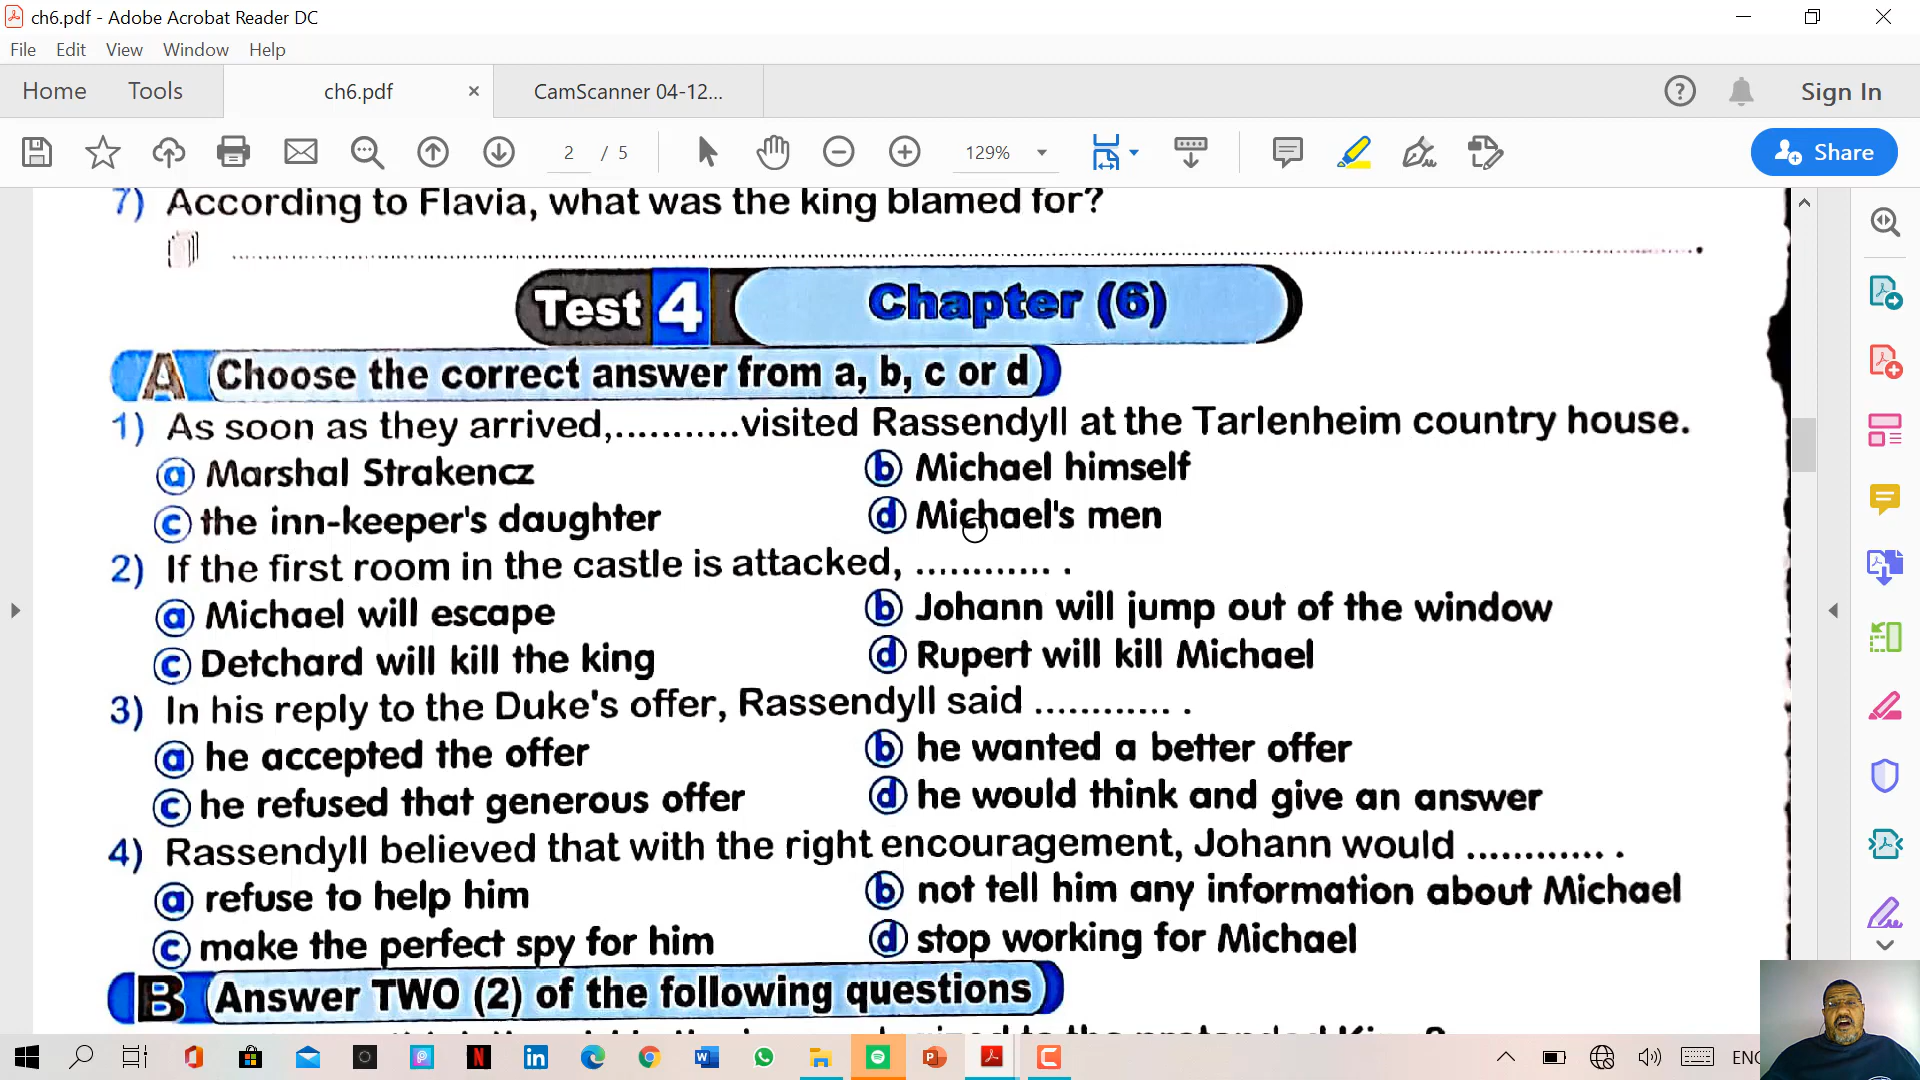 ch6.pdf - Adobe Acrobat Reader DC
File Edit View Window Help
Home Tools ch6.pdf × CamScanner 04-12... Sign In
2 / 5 129% Share
7) According to Flavia, what was the king blamed for?
Test 4 Chapter (6)
A Choose the correct answer from a, b, c or d
1) As soon as they arrived,...........visited Rassendyll at the Tarlenheim country house.
a Marshal Strakencz b Michael himself
c the inn-keeper's daughter d Michael's men
2) If the first room in the castle is attacked, ............ .
a Michael will escape b Johann will jump out of the window
c Detchard will kill the king d Rupert will kill Michael
3) In his reply to the Duke's offer, Rassendyll said ............ .
a he accepted the offer b he wanted a better offer
c he refused that generous offer d he would think and give an answer
4) Rassendyll believed that with the right encouragement, Johann would ............ .
a refuse to help him b not tell him any information about Michael
c make the perfect spy for him d stop working for Michael
B Answer TWO (2) of the following questions
ENG